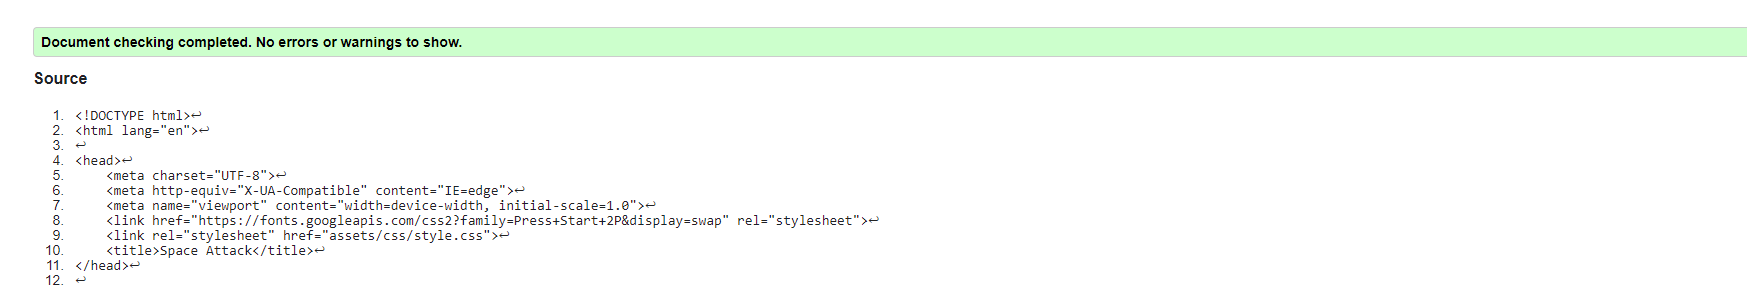 Document checking completed. No errors or warnings to show.
Source
1. <!DOCTYPE html>↩
2. <html lang="en">↩
3. ↩
4. <head>↩
5.     <meta charset="UTF-8">↩
6.     <meta http-equiv="X-UA-Compatible" content="IE=edge">↩
7.     <meta name="viewport" content="width=device-width, initial-scale=1.0">↩
8.     <link href="https://fonts.googleapis.com/css2?family=Press+Start+2P&display=swap" rel="stylesheet">↩
9.     <link rel="stylesheet" href="assets/css/style.css">↩
10.     <title>Space Attack</title>↩
11. </head>↩
12. ↩